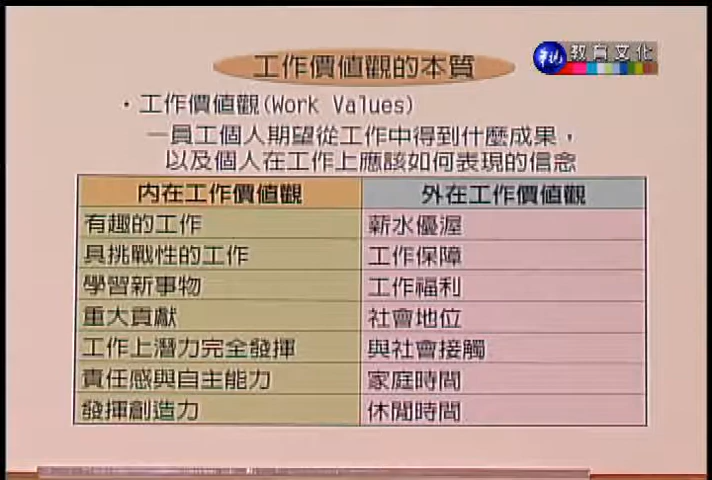 工作價值觀的本質
華視 教育文化
・工作價值觀(Work Values)
—員工個人期望從工作中得到什麼成果，
以及個人在工作上應該如何表現的信念
內在工作價值觀 外在工作價值觀
有趣的工作 薪水優渥
具挑戰性的工作 工作保障
學習新事物 工作福利
重大貢獻 社會地位
工作上潛力完全發揮 與社會接觸
責任感與自主能力 家庭時間
發揮創造力 休閒時間